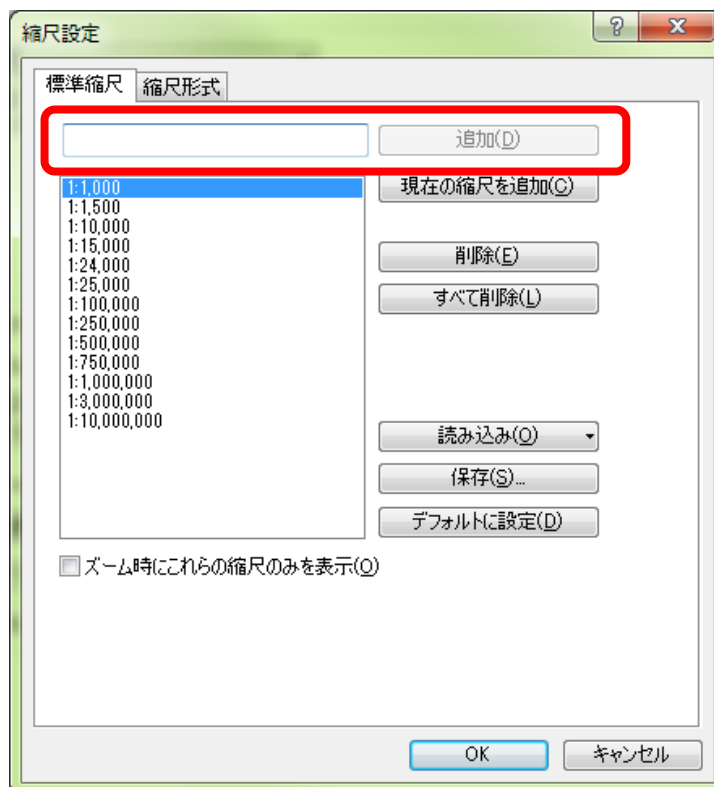 縮尺設定
標準縮尺
縮尺形式
追加(D)
1:1,000
現在の縮尺を追加(C)
1:1,500
1:10,000
1:15,000
1:24,000
削除(E)
1:25,000
1:100,000
すべて削除(L)
1:250,000
1:500,000
1:750,000
1:1,000,000
1:3,000,000
1:10,000,000
読み込み(O)
保存(S)...
デフォルトに設定(D)
ズーム時にこれらの縮尺のみを表示(O)
OK
キャンセル